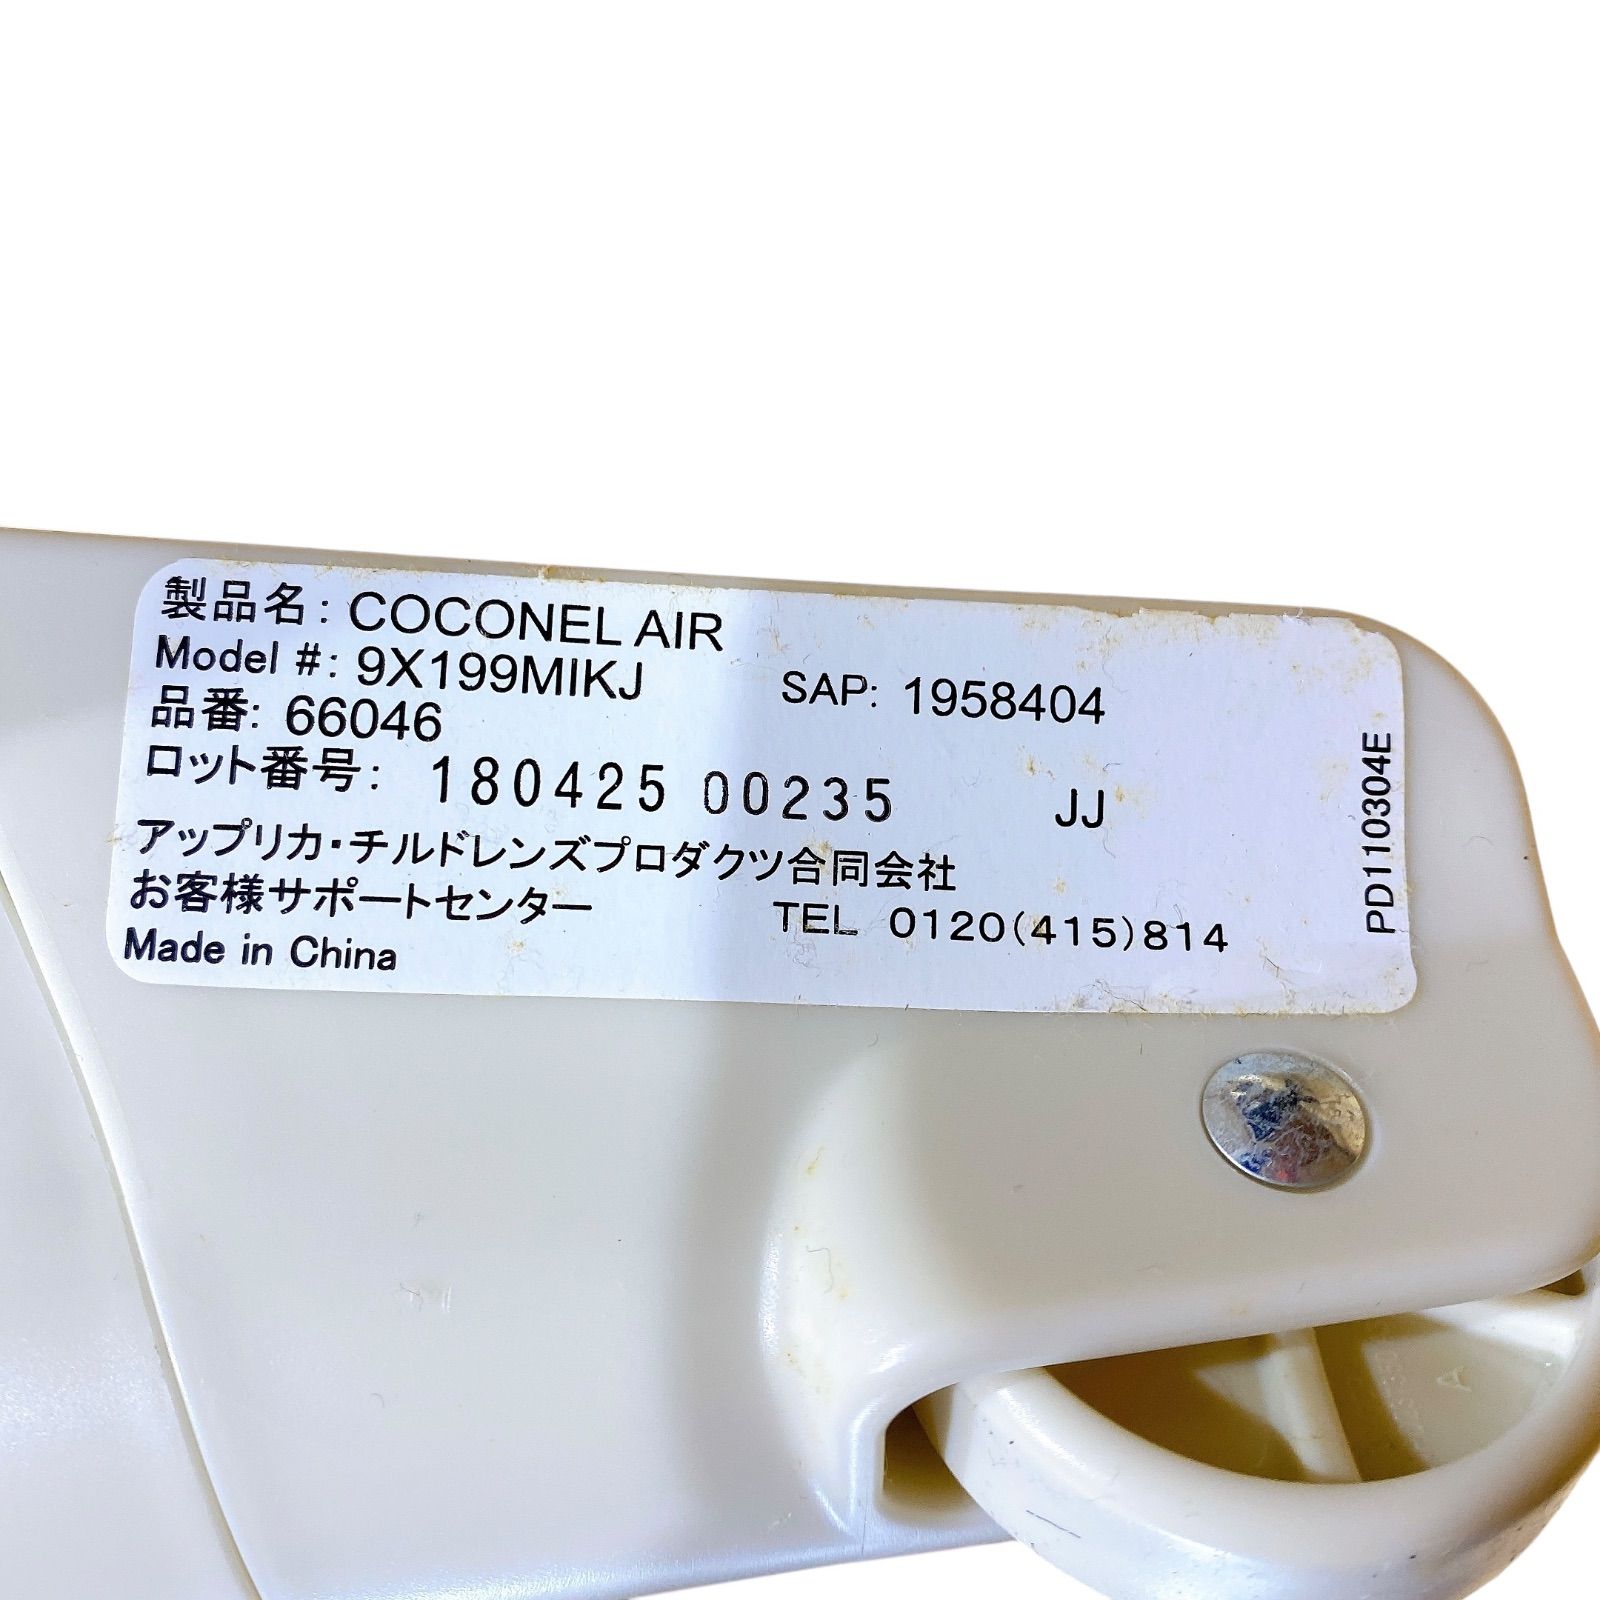 製品名: COCONEL AIR
Model #: 9X199MIKJ
SAP: 1958404
品番: 66046
ロット番号: 180425 00235 JJ
アップリカ・チルドレンズプロダクツ合同会社
お客様サポートセンター TEL 0120(415)814
Made in China
PD110304E
A